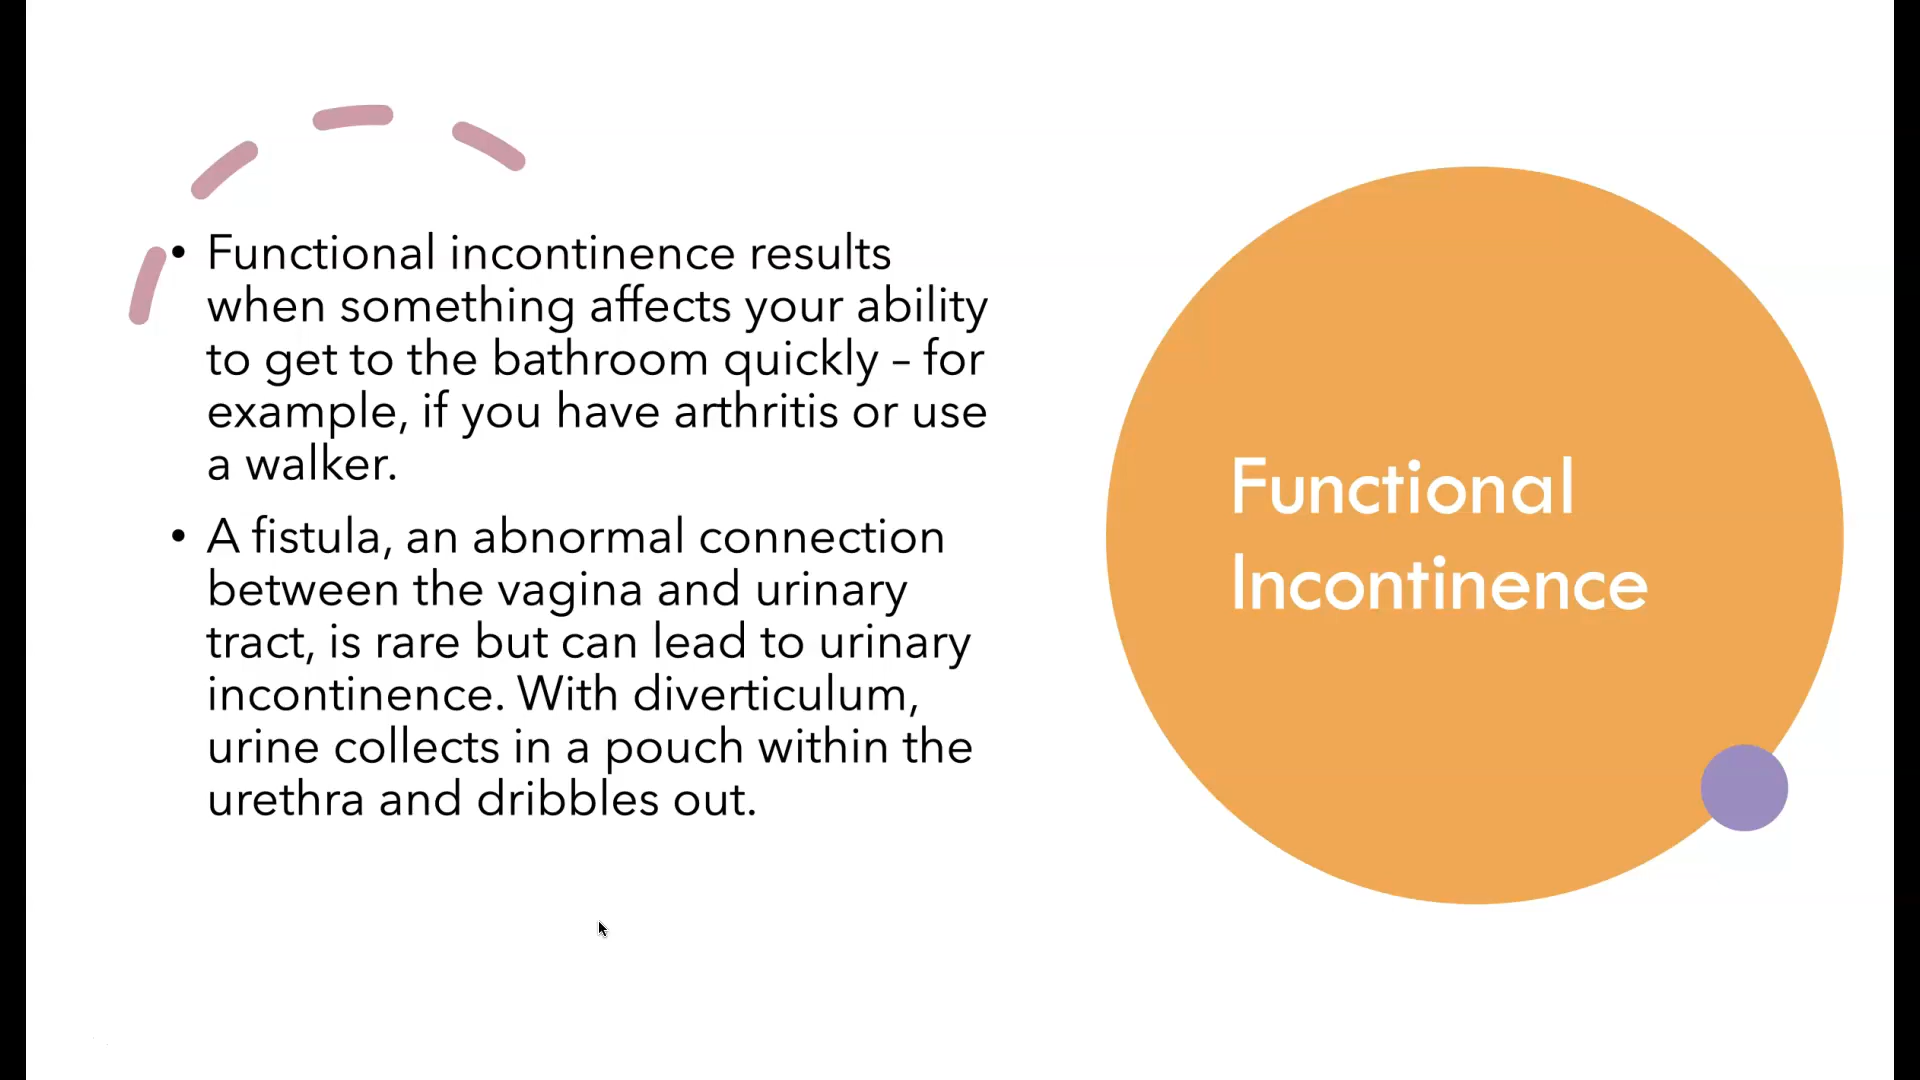 • Functional incontinence results
when something affects your ability
to get to the bathroom quickly – for
example, if you have arthritis or use
a walker.
• A fistula, an abnormal connection
between the vagina and urinary
tract, is rare but can lead to urinary
incontinence. With diverticulum,
urine collects in a pouch within the
urethra and dribbles out.
Functional
Incontinence